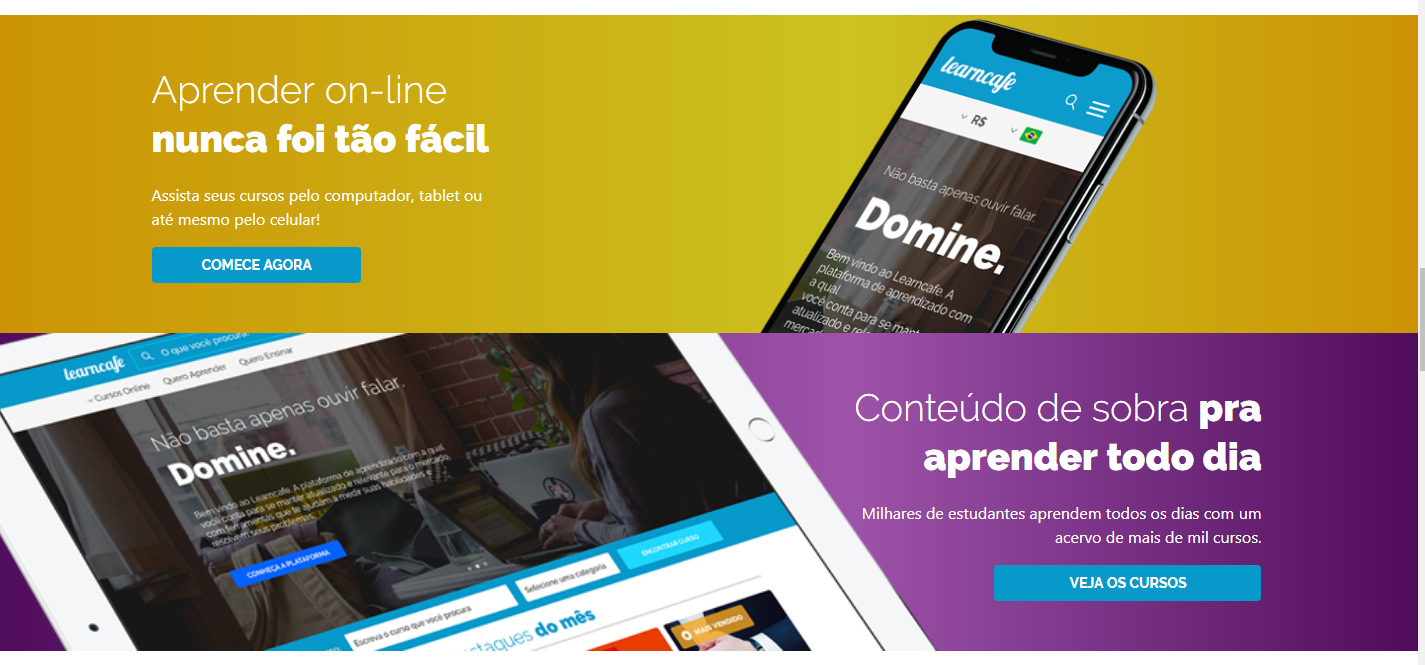 Aprender on-line
nunca foi tão fácil
Assista seus cursos pelo computador, tablet ou
até mesmo pelo celular!
COMECE AGORA
learncafe
R$
Não basta apenas ouvir falar.
Domine.
Bem vindo ao Learncafe. A
plataforma de aprendizado com
a qual
você conta para se mant
atualizado e rele
merca
learncafe
O que você procura
Cursos Online Quero Aprender Quero Ensinar
Não basta apenas ouvir falar.
Domine.
Bem vindo ao Learncafe. A plataforma de aprendizado com a qual
você conta para se manter atualizado e relevante para o mercado,
com ferramentas que te ajudam a medir suas habilidades e
resolvem seus problemas.
CONHEÇA A PLATAFORMA
Escreva o curso que você procura
Selecione uma categoria
ENCONTRAR CURSO
staques do mês
MAIS VENDIDO
Conteúdo de sobra pra
aprender todo dia
Milhares de estudantes aprendem todos os dias com um
acervo de mais de mil cursos.
VEJA OS CURSOS